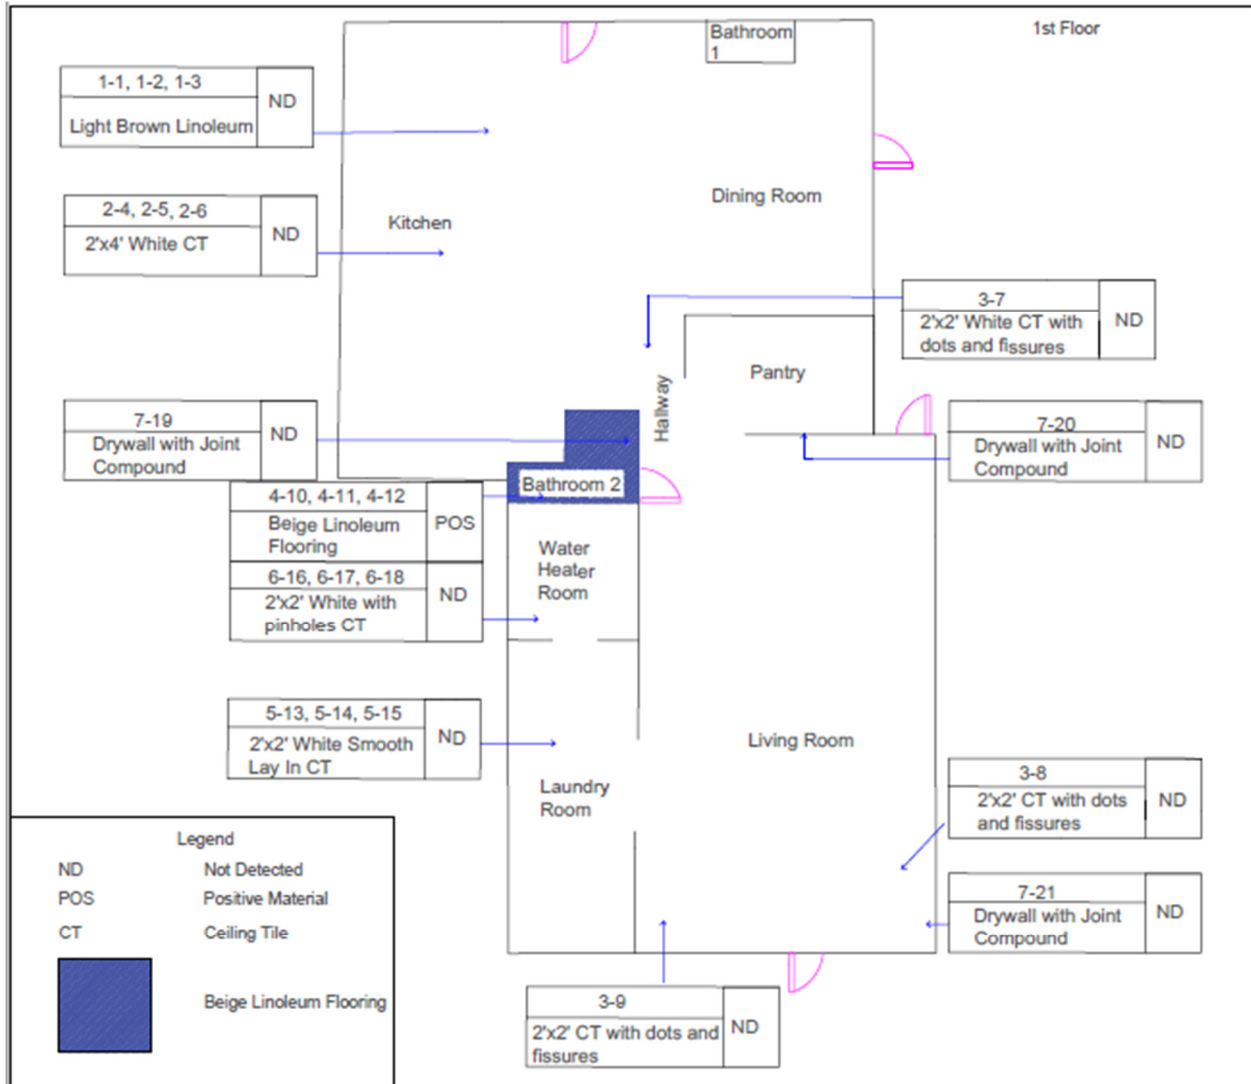 1st Floor
Bathroom
1
1-1, 1-2, 1-3
ND
Light Brown Linoleum
2-4, 2-5, 2-6
ND
2'x4' White CT
Kitchen
Dining Room
3-7
2'x2' White CT with
dots and fissures
ND
Pantry
Hallway
7-19
Drywall with Joint
Compound
ND
7-20
Drywall with Joint
Compound
ND
Bathroom 2
4-10, 4-11, 4-12
Beige Linoleum
Flooring
POS
6-16, 6-17, 6-18
2'x2' White with
pinholes CT
ND
Water
Heater
Room
5-13, 5-14, 5-15
2'x2' White Smooth
Lay In CT
ND
Living Room
Laundry
Room
3-8
2'x2' CT with dots
and fissures
ND
7-21
Drywall with Joint
Compound
ND
3-9
2'x2' CT with dots and
fissures
ND
Legend
ND Not Detected
POS Positive Material
CT Ceiling Tile
Beige Linoleum Flooring